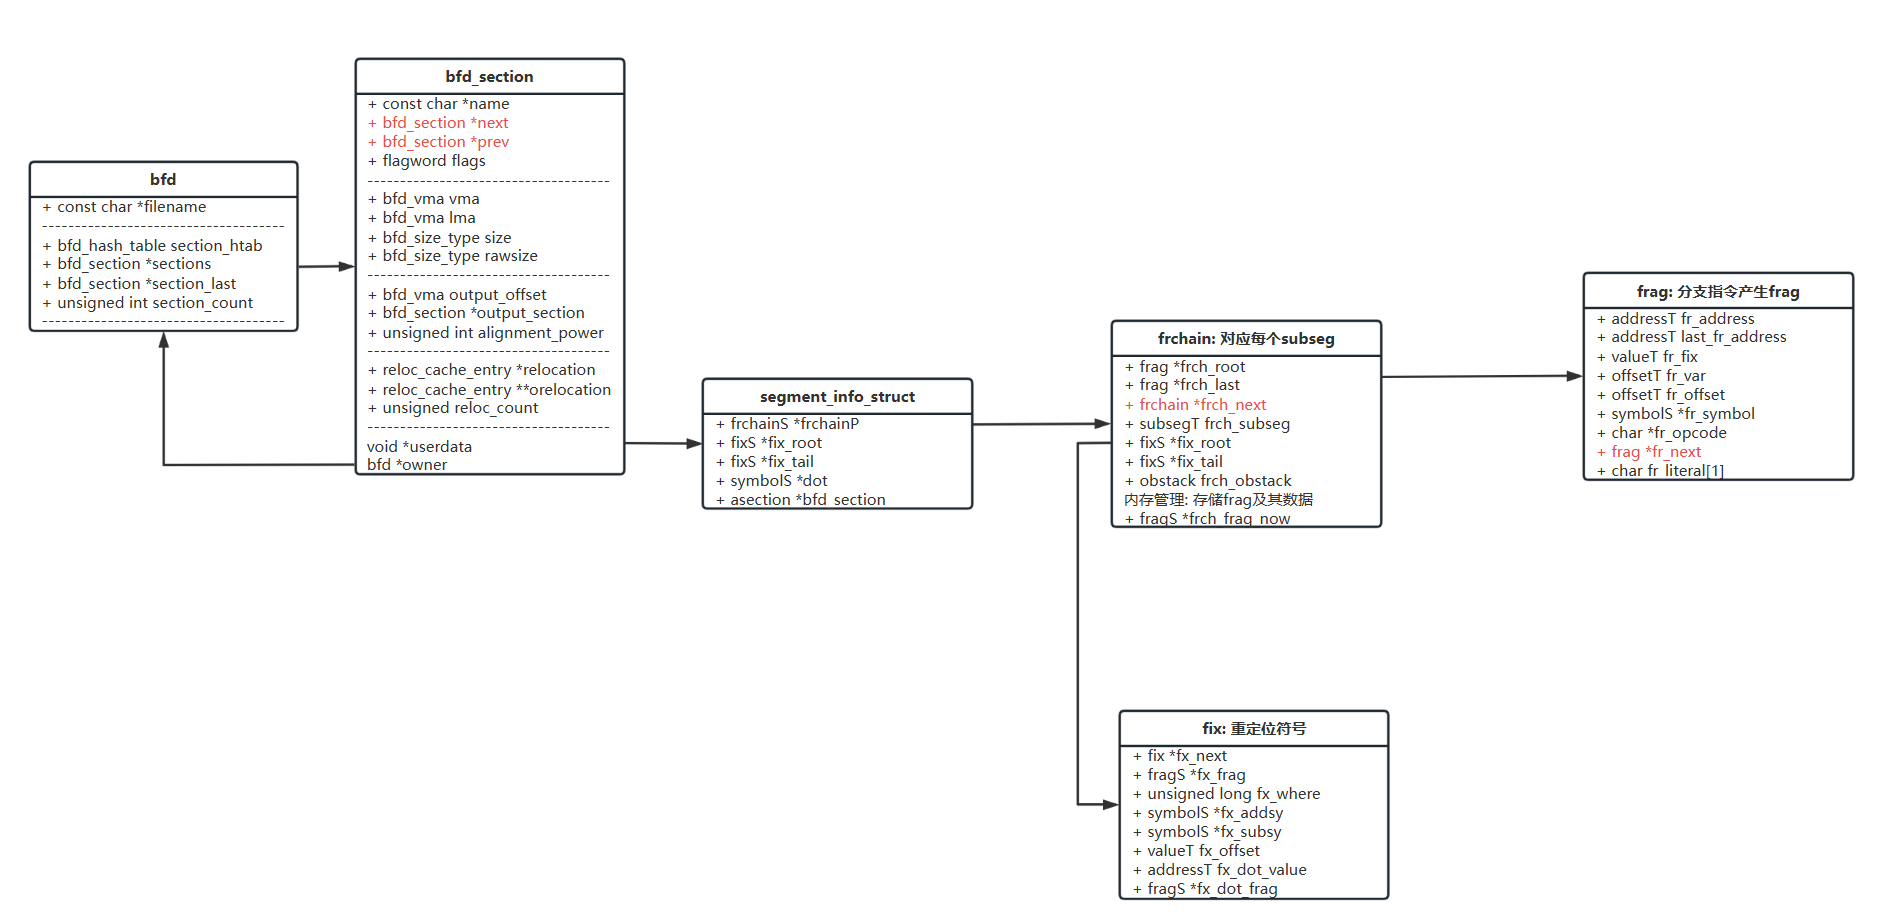 bfd
+ const char *filename
-------------------------------------
+ bfd_hash_table section_htab
+ bfd_section *sections
+ bfd_section *section_last
+ unsigned int section_count
-------------------------------------
bfd_section
+ const char *name
+ bfd_section *next
+ bfd_section *prev
+ flagword flags
-------------------------------------
+ bfd_vma vma
+ bfd_vma lma
+ bfd_size_type size
+ bfd_size_type rawsize
-------------------------------------
+ bfd_vma output_offset
+ bfd_section *output_section
+ unsigned int alignment_power
-------------------------------------
+ reloc_cache_entry *relocation
+ reloc_cache_entry **orelocation
+ unsigned reloc_count
-------------------------------------
void *userdata
bfd *owner
segment_info_struct
+ frchainS *frchainP
+ fixS *fix_root
+ fixS *fix_tail
+ symbolS *dot
+ asection *bfd_section
frchain: 对应每个subseg
+ frag *frch_root
+ frag *frch_last
+ frchain *frch_next
+ subsegT frch_subseg
+ fixS *fix_root
+ fixS *fix_tail
+ obstack frch_obstack
内存管理: 存储frag及其数据
+ fragS *frch_frag_now
frag: 分支指令产生frag
+ addressT fr_address
+ addressT last_fr_address
+ valueT fr_fix
+ offsetT fr_var
+ offsetT fr_offset
+ symbolS *fr_symbol
+ char *fr_opcode
+ frag *fr_next
+ char fr_literal[1]
fix: 重定位符号
+ fix *fx_next
+ fragS *fx_frag
+ unsigned long fx_where
+ symbolS *fx_addsy
+ symbolS *fx_subsy
+ valueT fx_offset
+ addressT fx_dot_value
+ fragS *fx_dot_frag